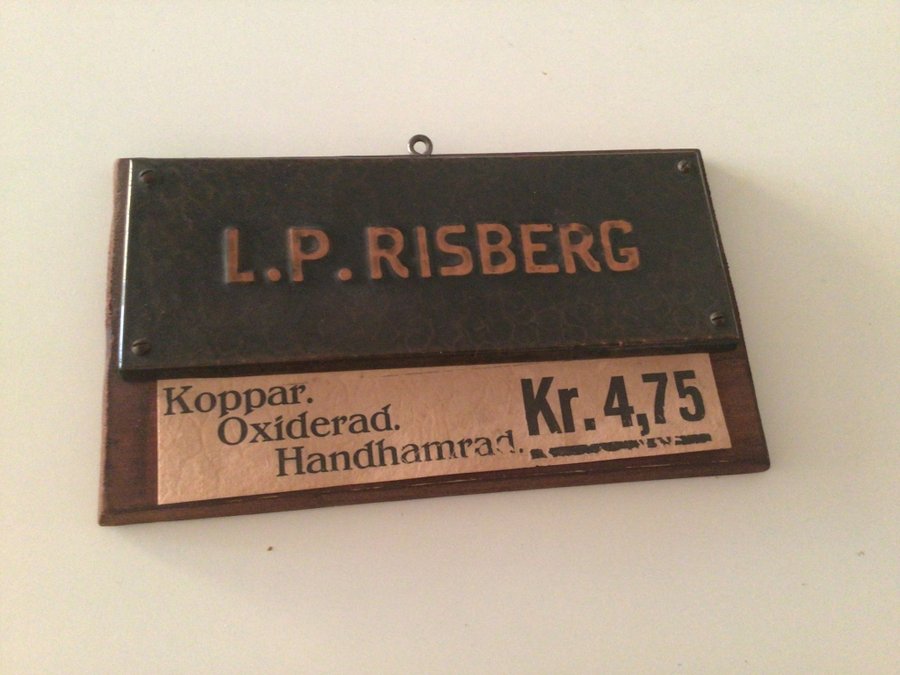 L.P. RISBERG
Koppar.
Oxiderad.
Handhamrad.
Kr. 4,75